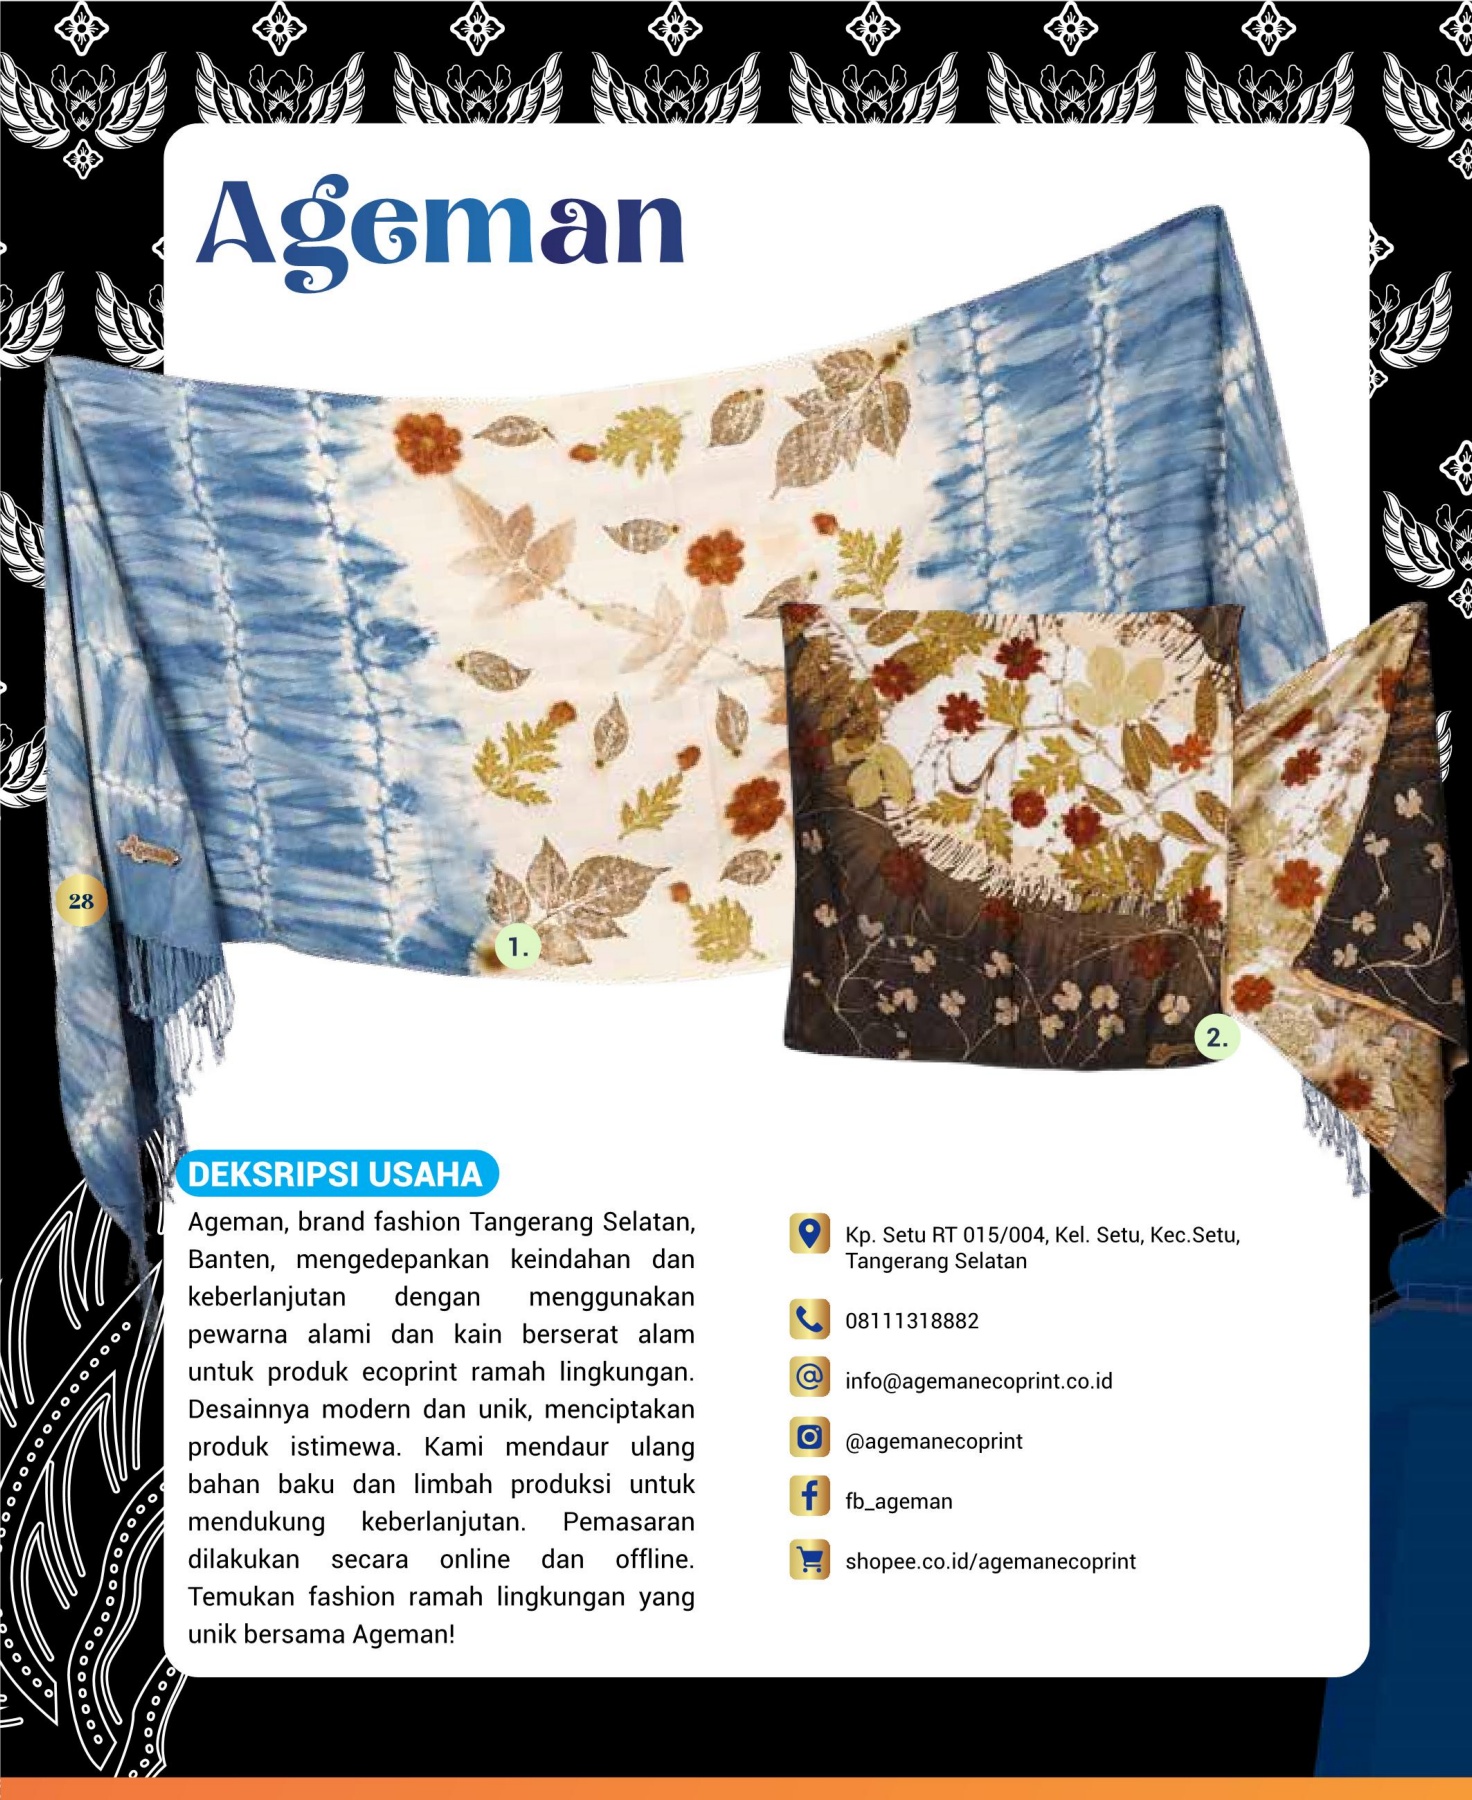 Ageman
28
1.
2.
DEKSRIPSI USAHA
Ageman, brand fashion Tangerang Selatan,
Banten, mengedepankan keindahan dan
keberlanjutan dengan menggunakan
pewarna alami dan kain berserat alam
untuk produk ecoprint ramah lingkungan.
Desainnya modern dan unik, menciptakan
produk istimewa. Kami mendaur ulang
bahan baku dan limbah produksi untuk
mendukung keberlanjutan. Pemasaran
dilakukan secara online dan offline.
Temukan fashion ramah lingkungan yang
unik bersama Ageman!
Kp. Setu RT 015/004, Kel. Setu, Kec.Setu,
Tangerang Selatan
08111318882
info@agemanecoprint.co.id
@agemanecoprint
fb_ageman
shopee.co.id/agemanecoprint